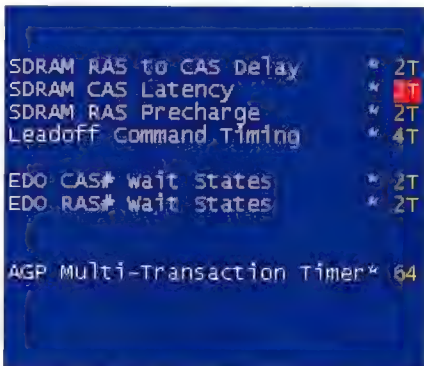 SDRAM RAS to CAS Delay * 2T
SDRAM CAS Latency * T
SDRAM RAS Precharge * 2T
Leadoff Command Timing * 4T
EDO CAS# Wait States * 2T
EDO RAS# Wait States * 2T
AGP Multi-Transaction Timer* 64